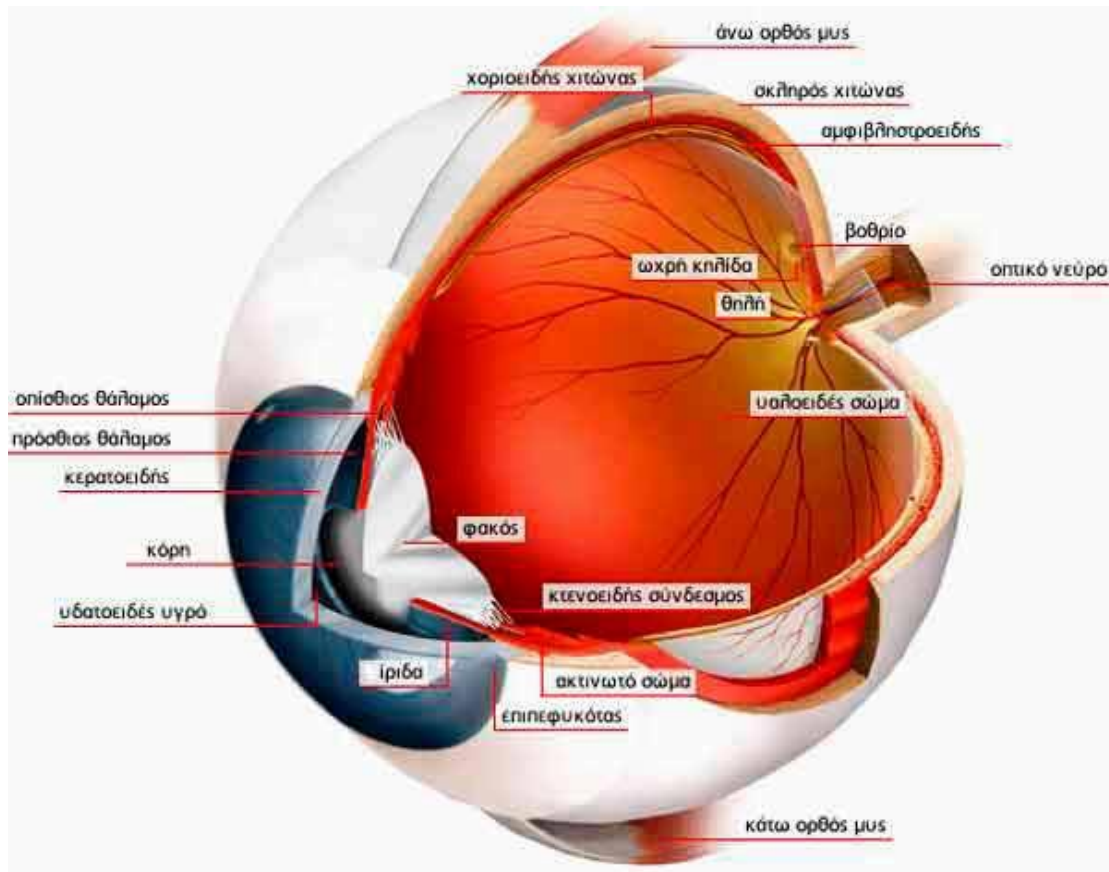 άνω ορθός μυς
χοριοειδής χιτώνας
σκληρός χιτώνας
αμφιβληστροειδής
βοθρίο
ωχρή κηλίδα
οπτικό νεύρο
θηλή
οπίσθιος θάλαμος
υαλοειδές σώμα
πρόσθιος θάλαμος
κερατοειδής
φακός
κόρη
κτενοειδής σύνδεσμος
υδατοειδές υγρό
ίριδα
ακτινωτό σώμα
επιπεφυκότας
κάτω ορθός μυς